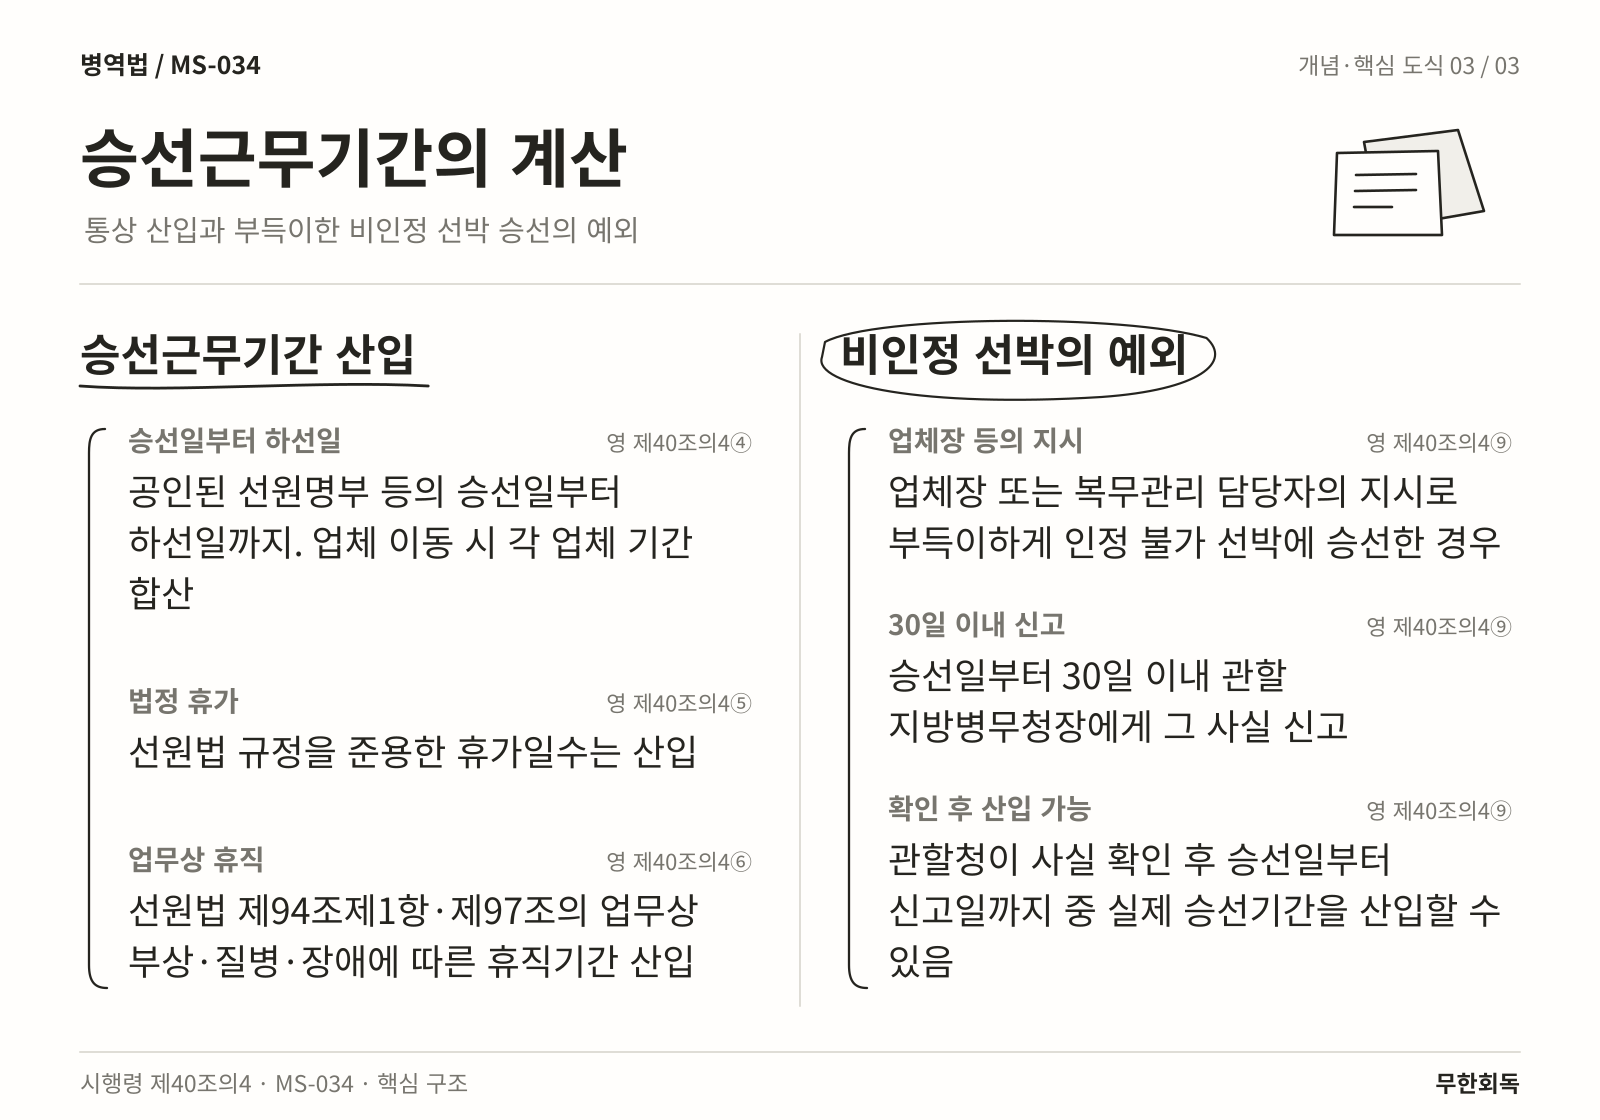 병역법 / MS-034
개념·핵심 도식 03 / 03
승선근무기간의 계산
통상 산입과 부득이한 비인정 선박 승선의 예외
승선근무기간 산입
승선일부터 하선일
영 제40조의4④
공인된 선원명부 등의 승선일부터
하선일까지. 업체 이동 시 각 업체 기간
합산
법정 휴가
영 제40조의4⑤
선원법 규정을 준용한 휴가일수는 산입
업무상 휴직
영 제40조의4⑥
선원법 제94조제1항·제97조의 업무상
부상·질병·장애에 따른 휴직기간 산입
비인정 선박의 예외
업체장 등의 지시
영 제40조의4⑨
업체장 또는 복무관리 담당자의 지시로
부득이하게 인정 불가 선박에 승선한 경우
30일 이내 신고
영 제40조의4⑨
승선일부터 30일 이내 관할
지방병무청장에게 그 사실 신고
확인 후 산입 가능
영 제40조의4⑨
관할청이 사실 확인 후 승선일부터
신고일까지 중 실제 승선기간을 산입할 수
있음
시행령 제40조의4 · MS-034 · 핵심 구조
무한회독